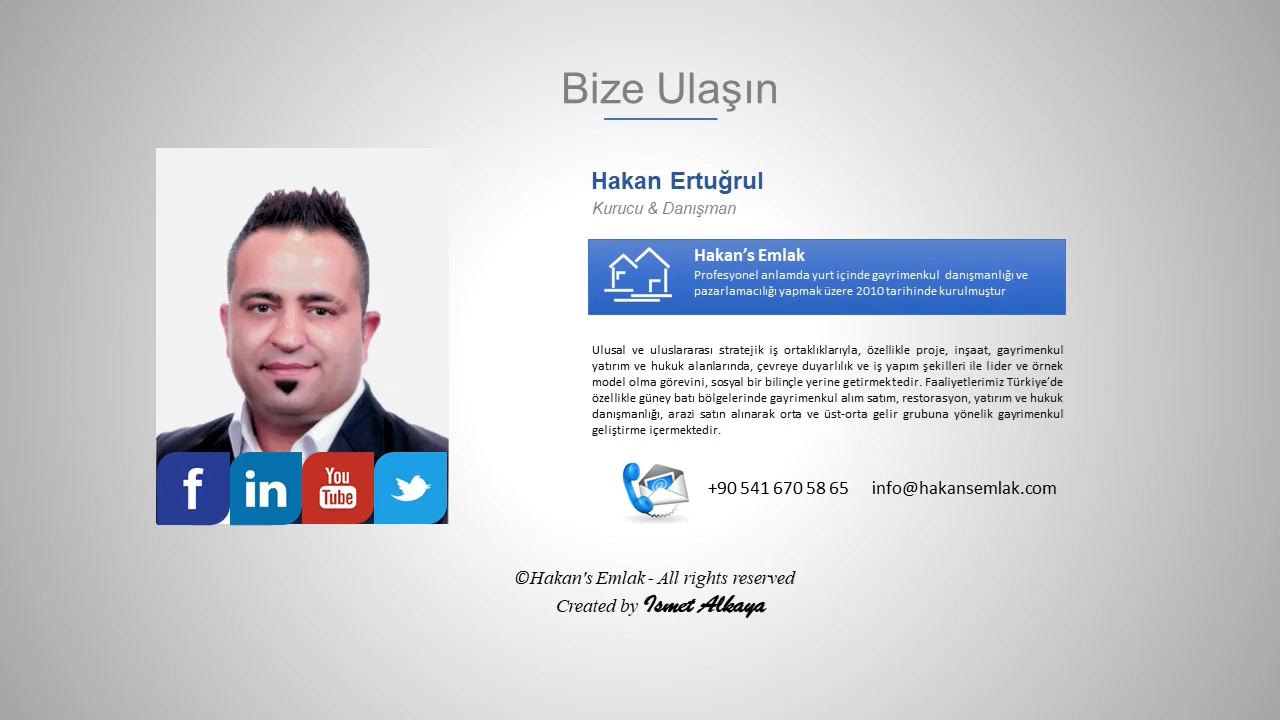 Bize Ulaşın
Hakan Ertuğrul
Kurucu & Danışman
Hakan’s Emlak
Profesyonel anlamda yurt içinde gayrimenkul danışmanlığı ve
pazarlamacılığı yapmak üzere 2010 tarihinde kurulmuştur
Ulusal ve uluslararası stratejik iş ortaklıklarıyla, özellikle proje, inşaat, gayrimenkul
yatırım ve hukuk alanlarında, çevreye duyarlılık ve iş yapım şekilleri ile lider ve örnek
model olma görevini, sosyal bir bilinçle yerine getirmektedir. Faaliyetlerimiz Türkiye’de
özellikle güney batı bölgelerinde gayrimenkul alım satım, restorasyon, yatırım ve hukuk
danışmanlığı, arazi satın alınarak orta ve üst-orta gelir grubuna yönelik gayrimenkul
geliştirme içermektedir.
f
in
You
Tube
@
+90 541 670 58 65 info@hakansemlak.com
©Hakan's Emlak - All rights reserved
Created by Ismet Alkaya